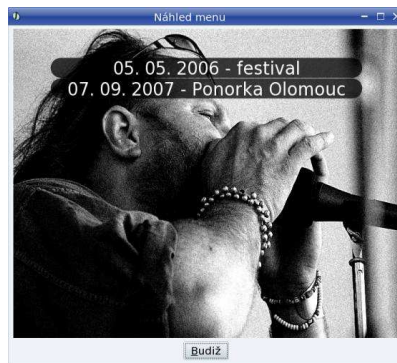 Náhled menu
05. 05. 2006 - festival
07. 09. 2007 - Ponorka Olomouc
Budiž